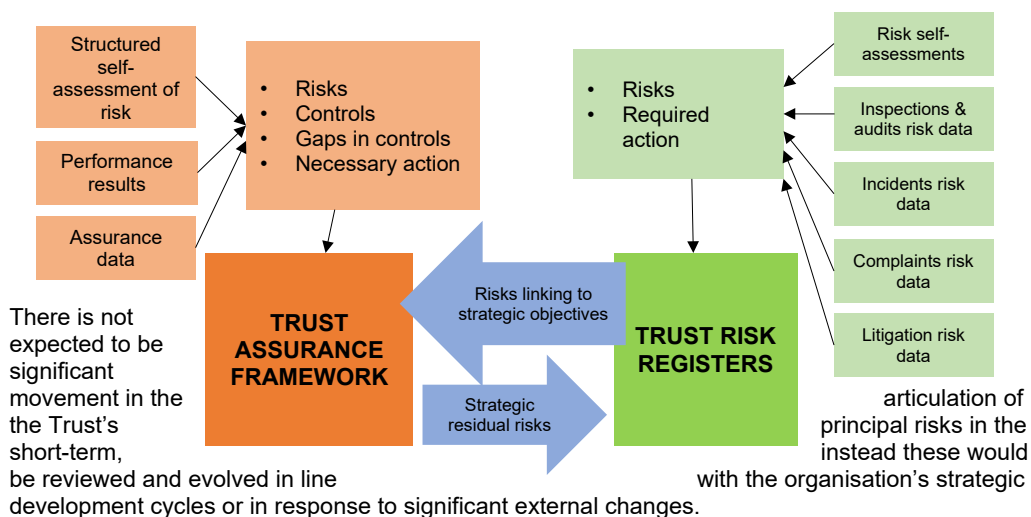 Structured
self-
assessment of
risk
Performance
results
Assurance
data
• Risks
• Controls
• Gaps in controls
• Necessary action
• Risks
• Required
action
Risk self-
assessments
Inspections &
audits risk data
Incidents risk
data
Complaints risk
data
Litigation risk
data
TRUST
ASSURANCE
FRAMEWORK
Risks linking to
strategic objectives
Strategic
residual risks
TRUST RISK
REGISTERS
There is not
expected to be
significant
movement in the articulation of
the Trust’s principal risks in the
short-term, instead these would
be reviewed and evolved in line with the organisation’s strategic
development cycles or in response to significant external changes.